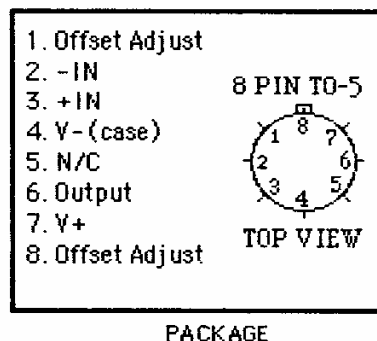 1. Offset Adjust
2. -IN
3. +IN
4. V-(case)
5. N/C
6. Output
7. V+
8. Offset Adjust
8 PIN TO-5
8
1 7
2 6
3 5
4
TOP VIEW
PACKAGE